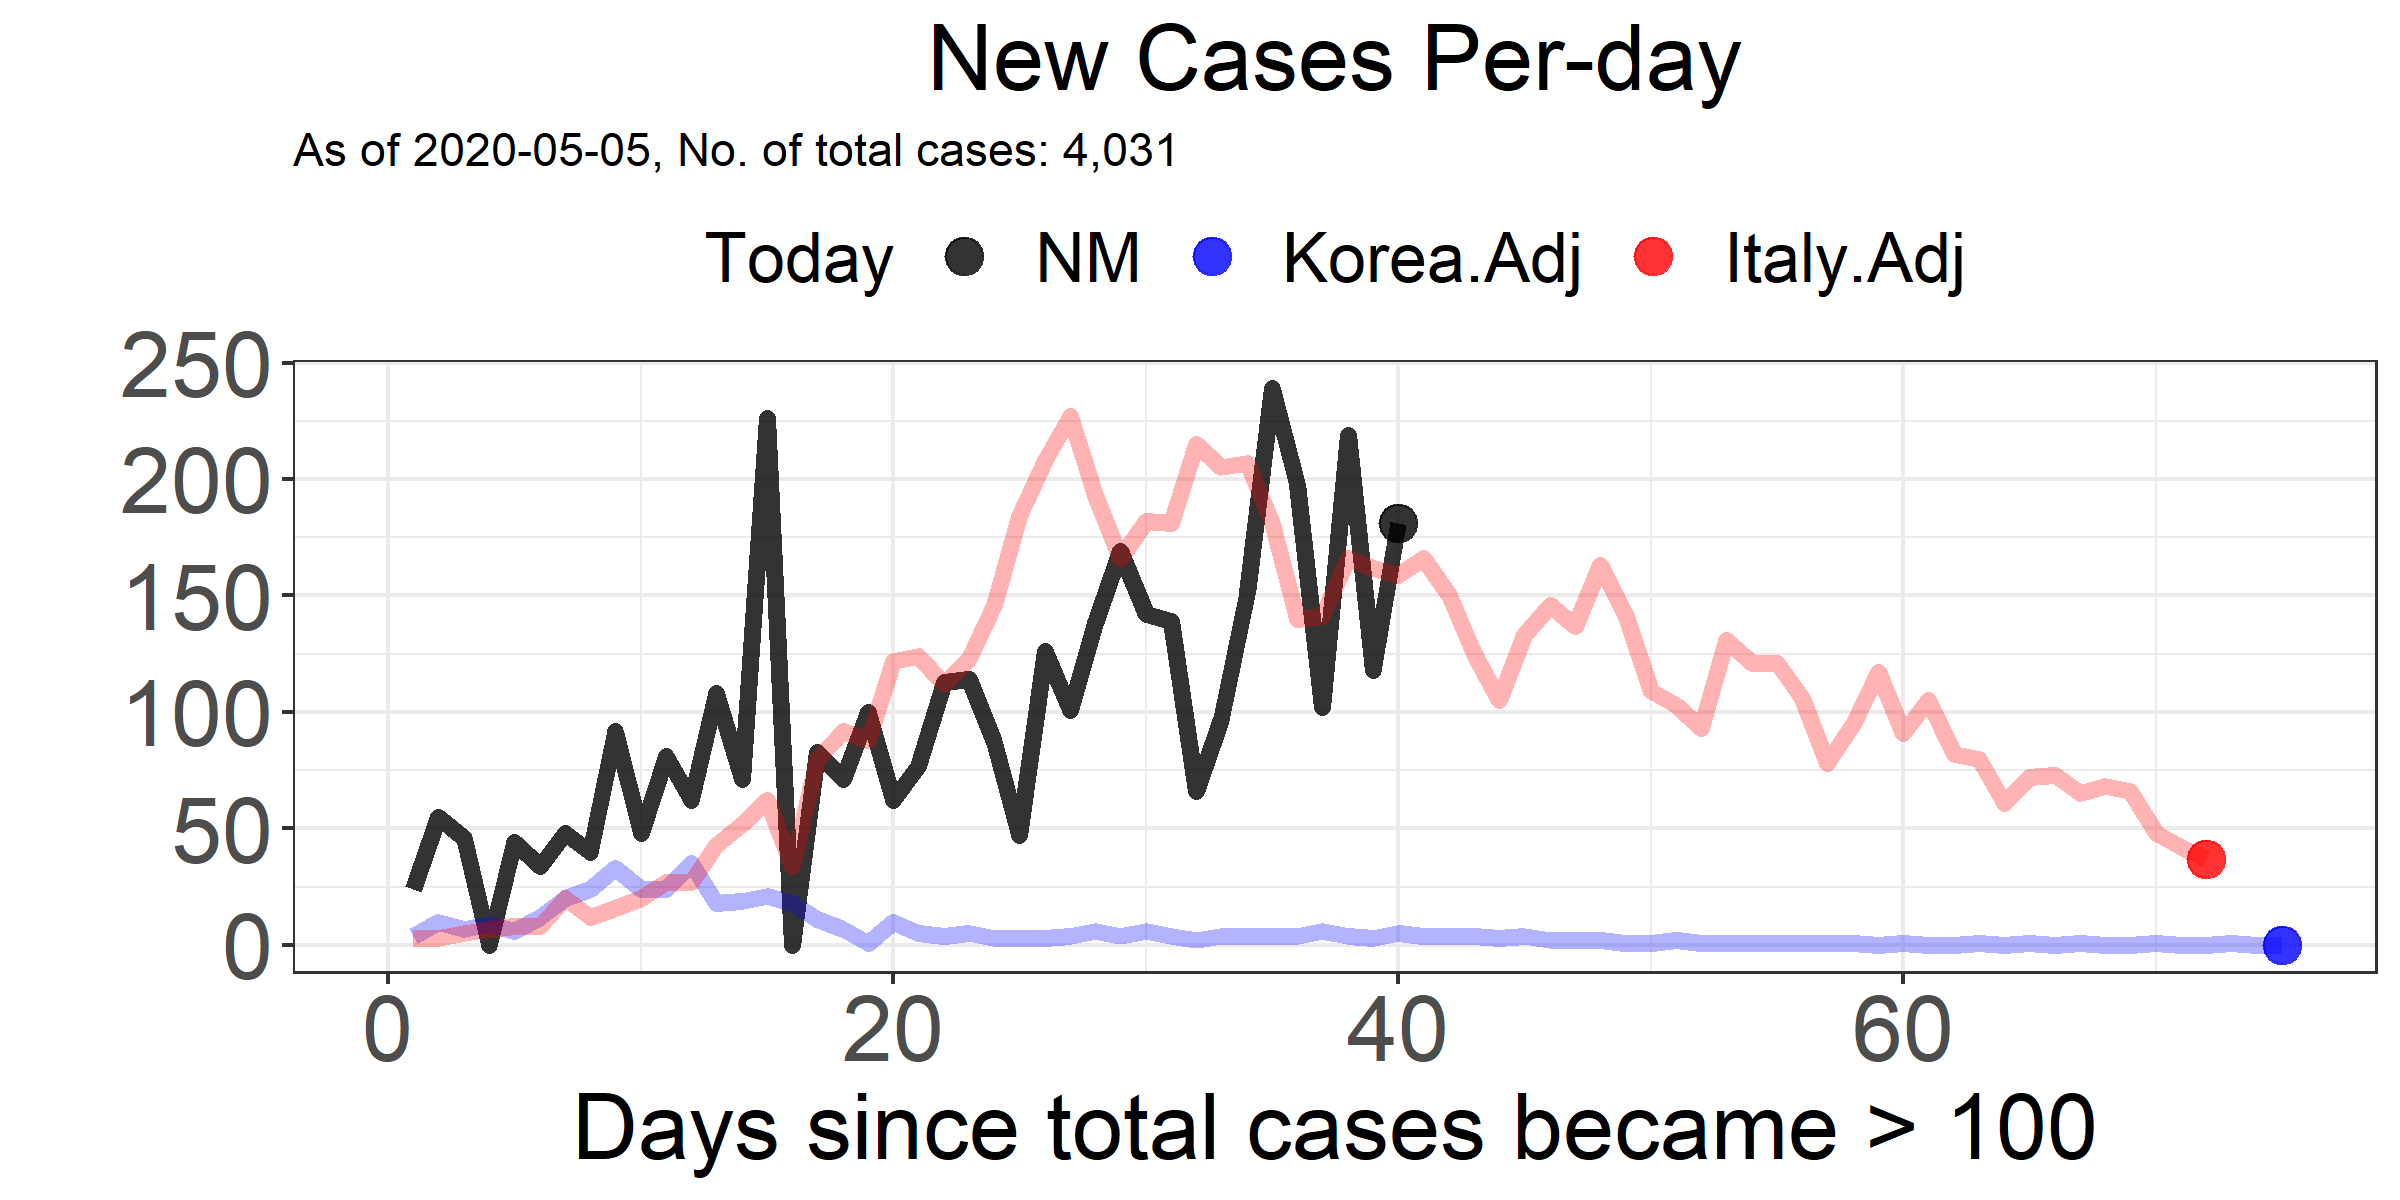 New Cases Per-day
As of 2020-05-05, No. of total cases: 4,031
Today NM Korea.Adj Italy.Adj
250
200
150
100
50
0
0 20 40 60
Days since total cases became > 100